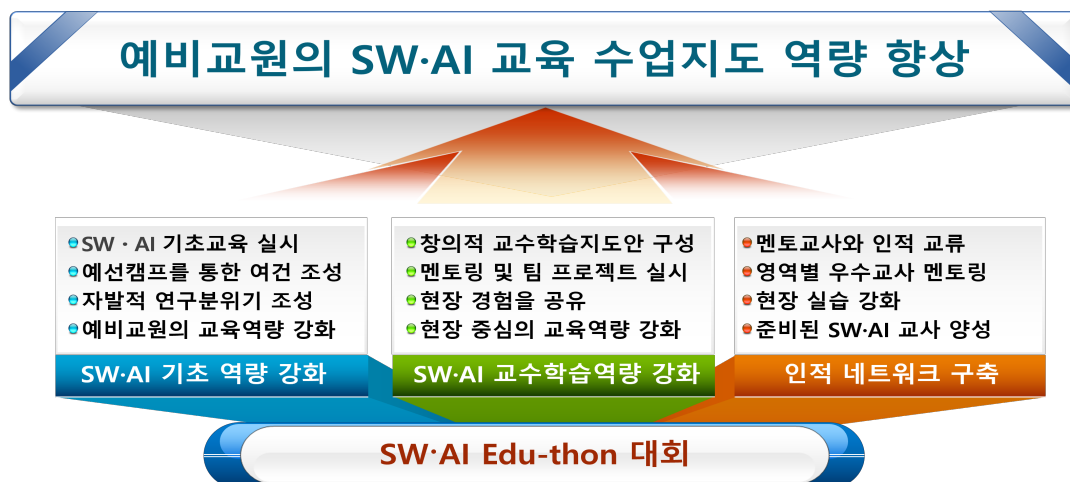 예비교원의 SW·AI 교육 수업지도 역량 향상
SW · AI 기초교육 실시
예선캠프를 통한 여건 조성
자발적 연구분위기 조성
예비교원의 교육역량 강화
SW·AI 기초 역량 강화
창의적 교수학습지도안 구성
멘토링 및 팀 프로젝트 실시
현장 경험을 공유
현장 중심의 교육역량 강화
SW·AI 교수학습역량 강화
멘토교사와 인적 교류
영역별 우수교사 멘토링
현장 실습 강화
준비된 SW·AI 교사 양성
인적 네트워크 구축
SW·AI Edu-thon 대회